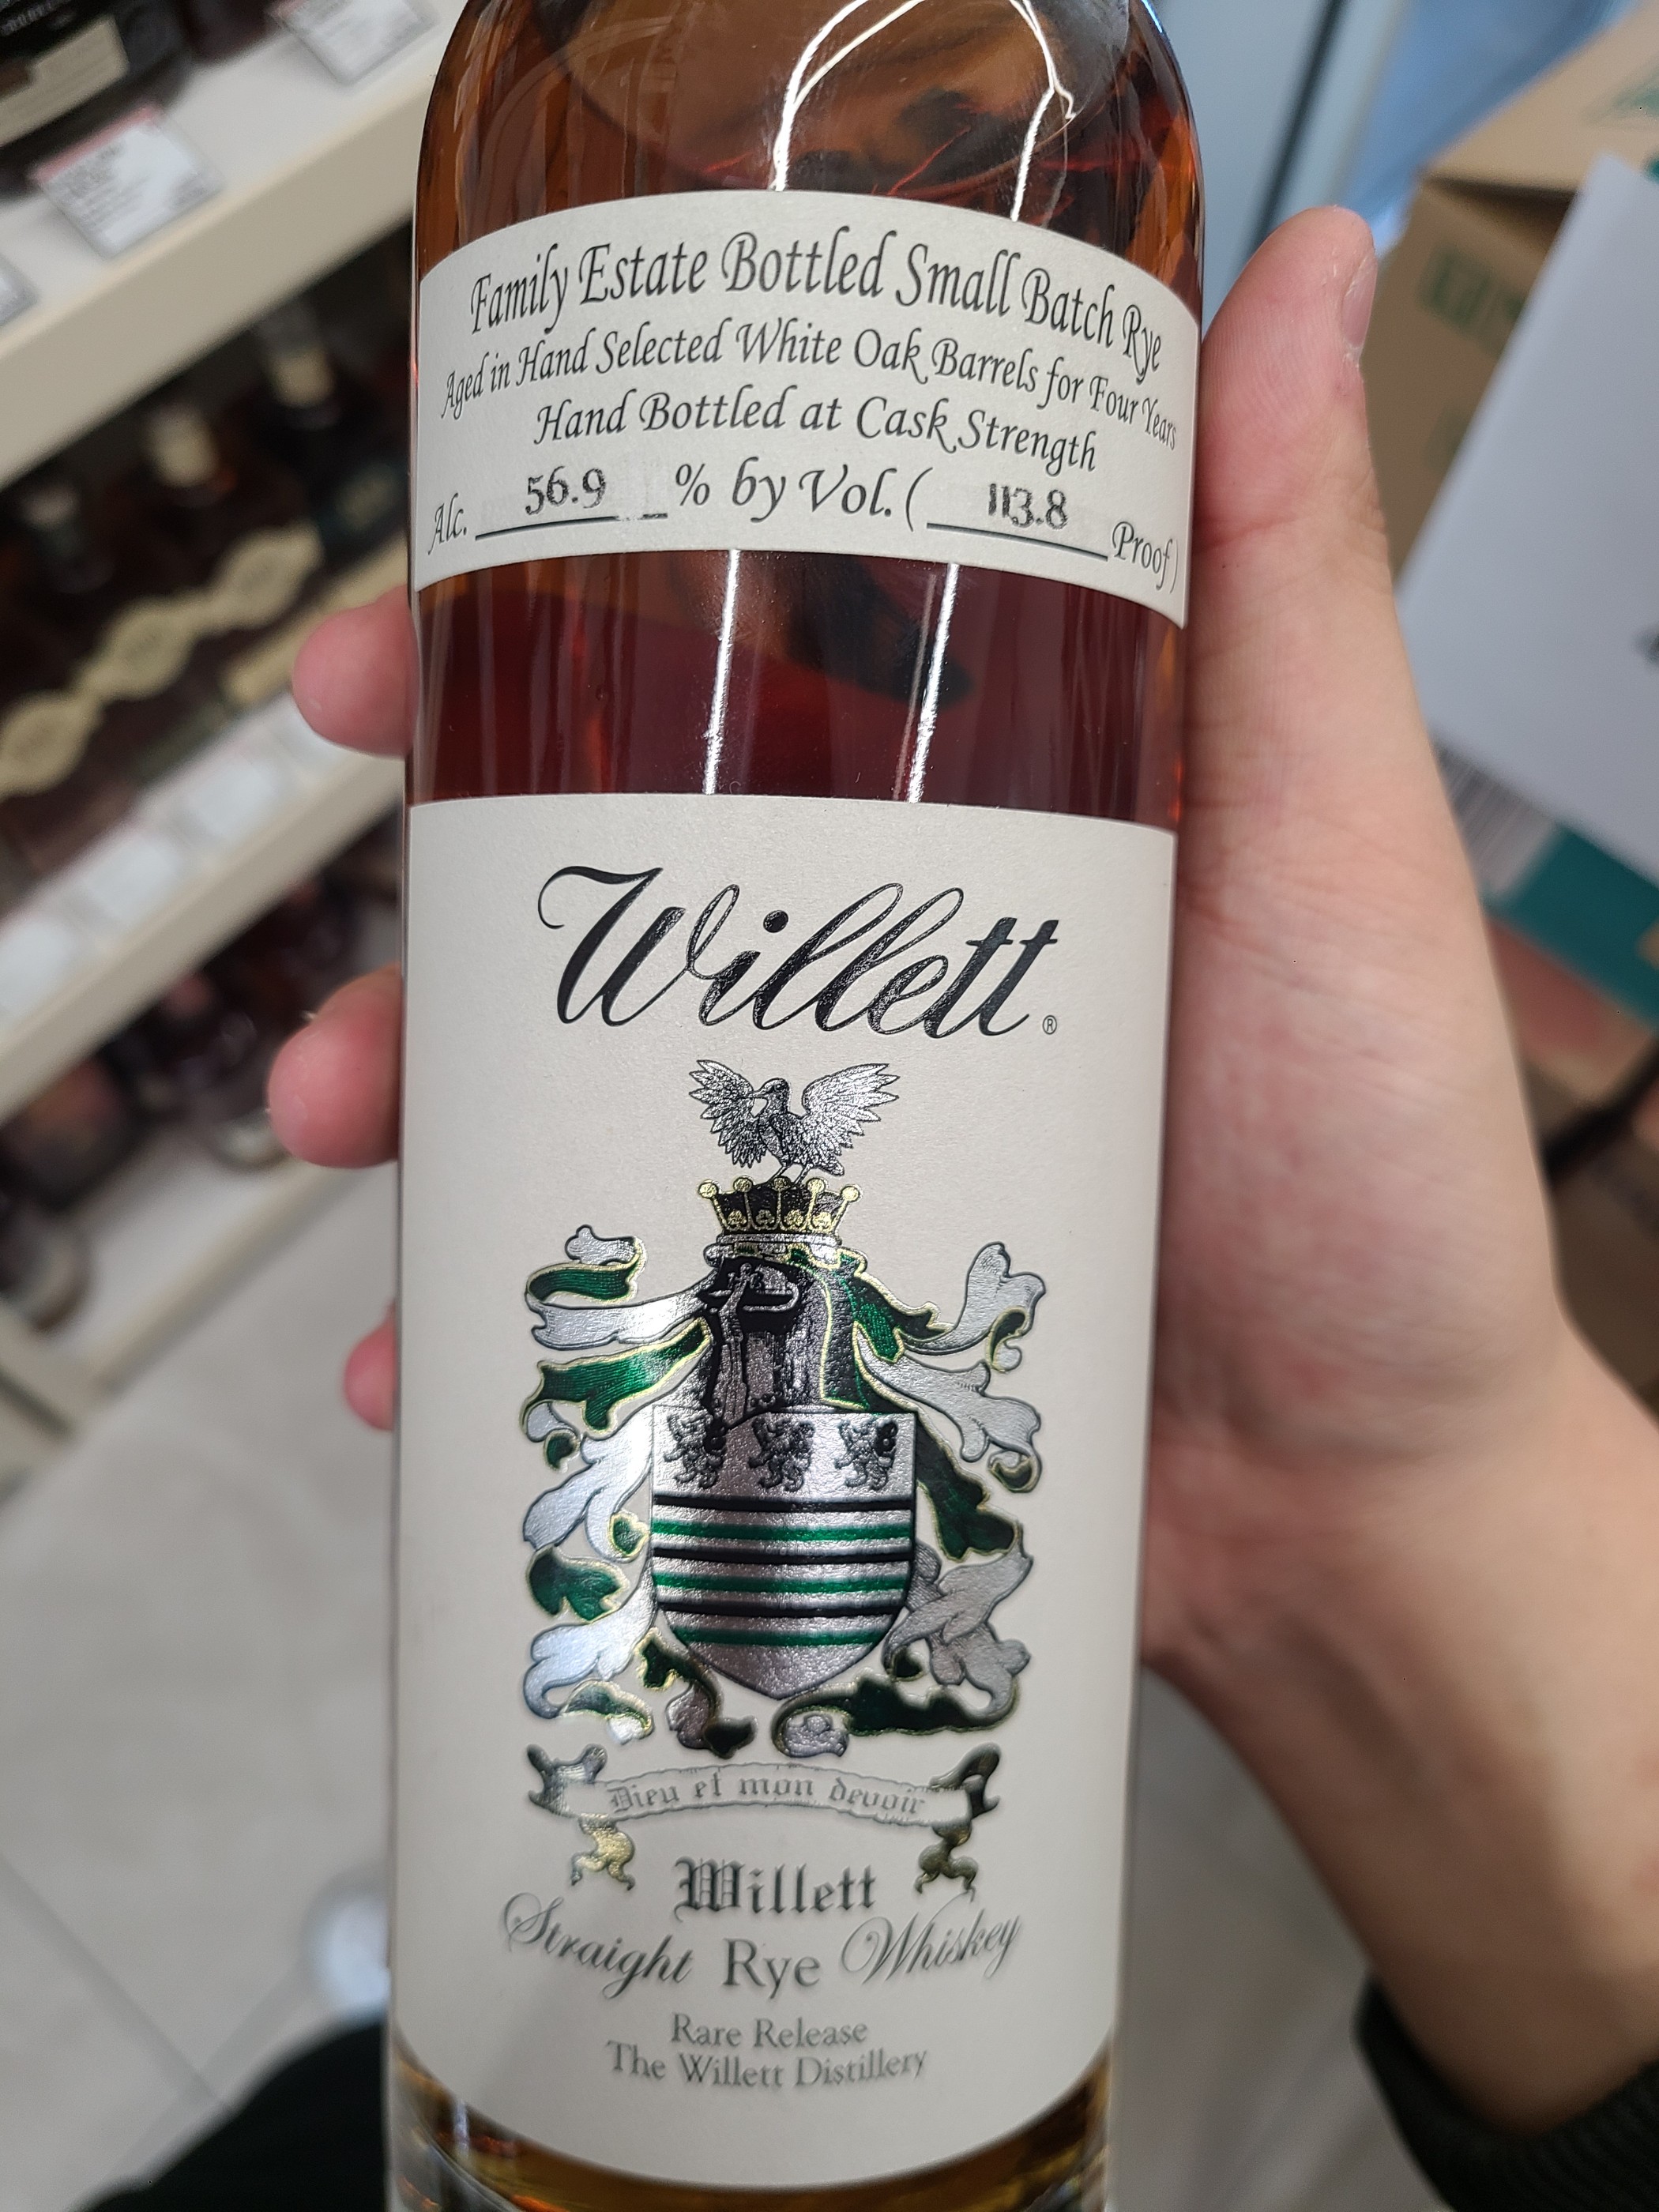 Family Estate Bottled Small Batch Rye
Aged in Hand Selected White Oak Barrels for Four Years
Hand Bottled at Cask Strength
Alc. 56.9 % by Vol. ( 113.8 Proof )
Willett®
Dieu et mon devoir
Willett
Straight Rye Whiskey
Rare Release
The Willett Distillery